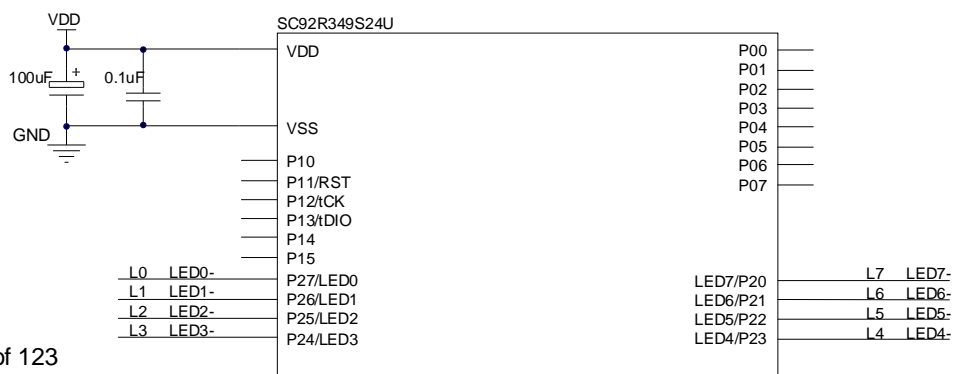 VDD
SC92R349S24U
VDD
P00
P01
100uF
+
0.1uF
P02
P03
VSS
P04
GND
P05
P10
P06
P11/RST
P07
P12/tCK
P13/tDIO
P14
P15
L0 LED0-
P27/LED0
LED7/P20
L7 LED7-
L1 LED1-
P26/LED1
LED6/P21
L6 LED6-
L2 LED2-
P25/LED2
LED5/P22
L5 LED5-
L3 LED3-
P24/LED3
LED4/P23
L4 LED4-
of 123